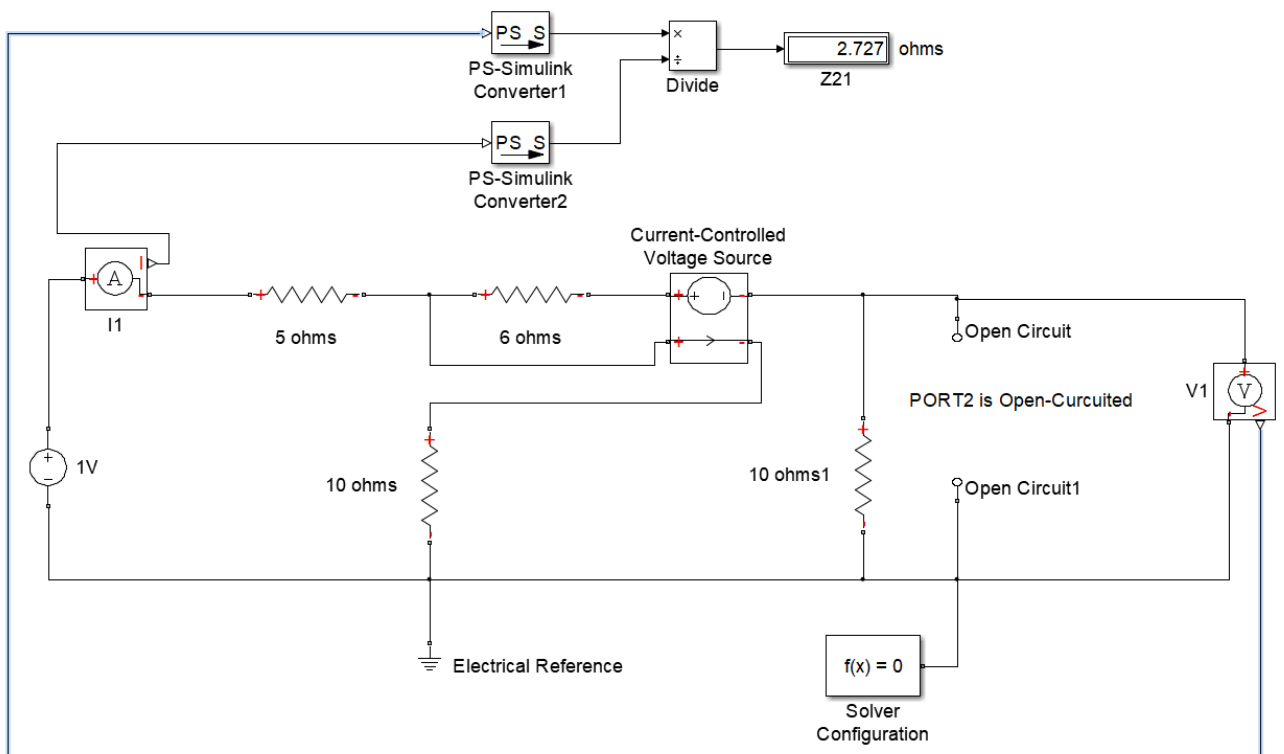 PS S
PS-Simulink
Converter1
×
÷
Divide
2.727
ohms
Z21
PS S
PS-Simulink
Converter2
Current-Controlled
Voltage Source
A
I
I1
5 ohms
6 ohms
Open Circuit
PORT2 is Open-Curcuited
V1
V
V
1V
10 ohms
10 ohms1
Open Circuit1
Electrical Reference
f(x) = 0
Solver
Configuration